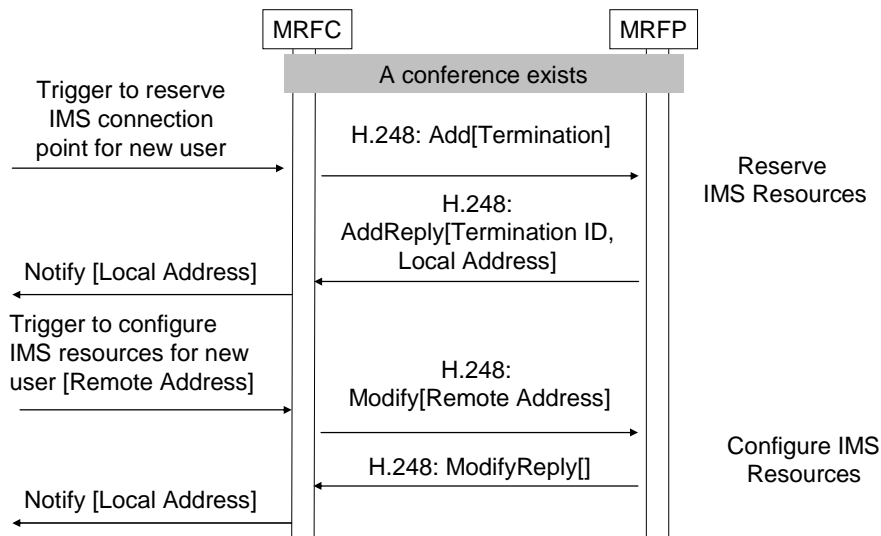 MRFC
MRFP
A conference exists
Trigger to reserve
IMS connection
point for new user
H.248: Add[Termination]
Reserve
IMS Resources
H.248:
AddReply[Termination ID,
Local Address]
Notify [Local Address]
Trigger to configure
IMS resources for new
user [Remote Address]
H.248:
Modify[Remote Address]
Configure IMS
Resources
H.248: ModifyReply[]
Notify [Local Address]